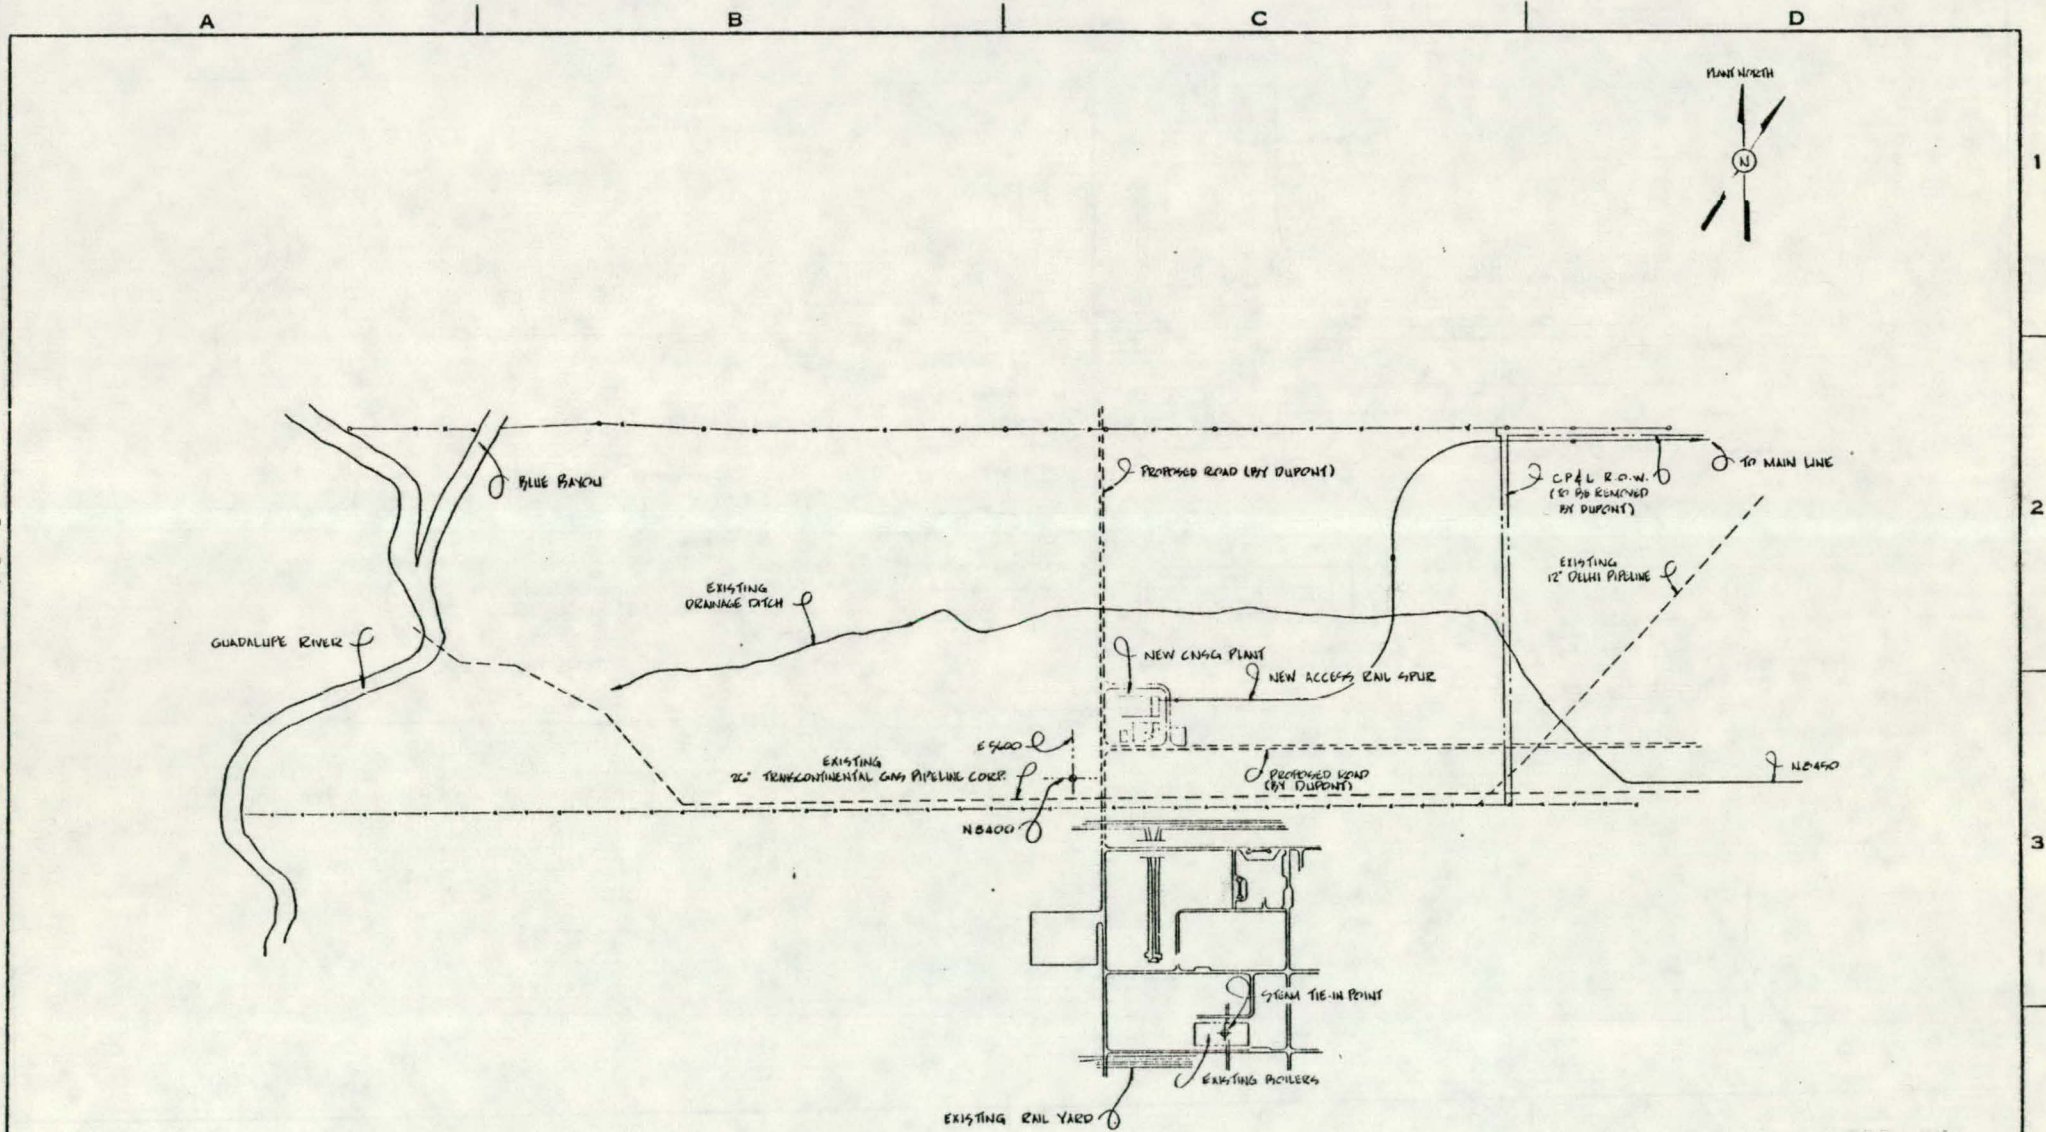 A
B
C
D
PLANT NORTH
N
1
BLUE BAYOU
PROPOSED ROAD (BY DUPONT)
C.P.& L R.O.W.
(TO BE REMOVED
BY DUPONT)
TO MAIN LINE
2
EXISTING
12" DELHI PIPELINE
EXISTING
DRAINAGE DITCH
GUADALUPE RIVER
NEW CNSG PLANT
NEW ACCESS RAIL SPUR
E5600
EXISTING
26" TRANSCONTINENTAL GAS PIPELINE CORP.
PROPOSED ROAD
(BY DUPONT)
N8450
N8400
3
STEAM TIE-IN POINT
EXISTING BOILERS
EXISTING RAIL YARD